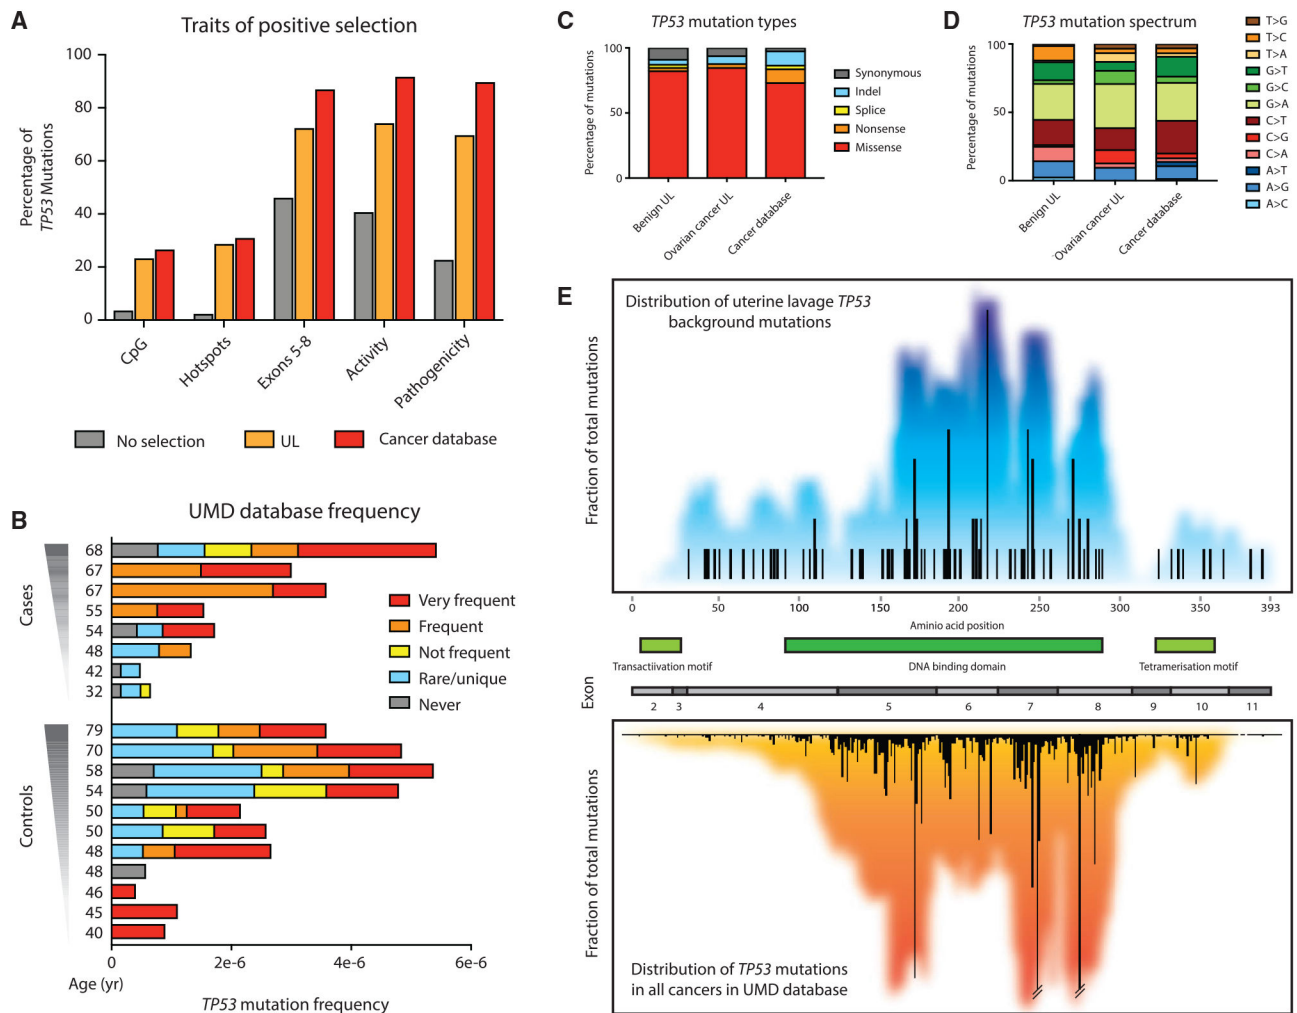 A
Traits of positive selection
Percentage of
TP53 Mutations
100
80
60
40
20
0
CpG
Hotspots
Exons 5-8
Activity
Pathogenicity
No selection
UL
Cancer database
B
UMD database frequency
Cases
68
67
67
55
54
48
42
32
Controls
79
70
58
54
50
50
48
48
46
45
40
Very frequent
Frequent
Not frequent
Rare/unique
Never
0
2e-6
4e-6
6e-6
Age (yr)
TP53 mutation frequency
C
TP53 mutation types
Percentage of mutations
100
50
0
Benign UL
Ovarian cancer UL
Cancer database
Synonymous
Indel
Splice
Nonsense
Missense
D
TP53 mutation spectrum
Percentage of mutations
100
50
0
Benign UL
Ovarian cancer UL
Cancer database
T>G
T>C
T>A
G>T
G>C
G>A
C>T
C>G
C>A
A>T
A>G
A>C
E
Distribution of uterine lavage TP53
background mutations
Fraction of total mutations
0
50
100
150
200
250
300
350
393
Aminio acid position
Transactiivation motif
DNA binding domain
Tetramerisation motif
Exon
2
3
4
5
6
7
8
9
10
11
Fraction of total mutations
Distribution of TP53 mutations
in all cancers in UMD database